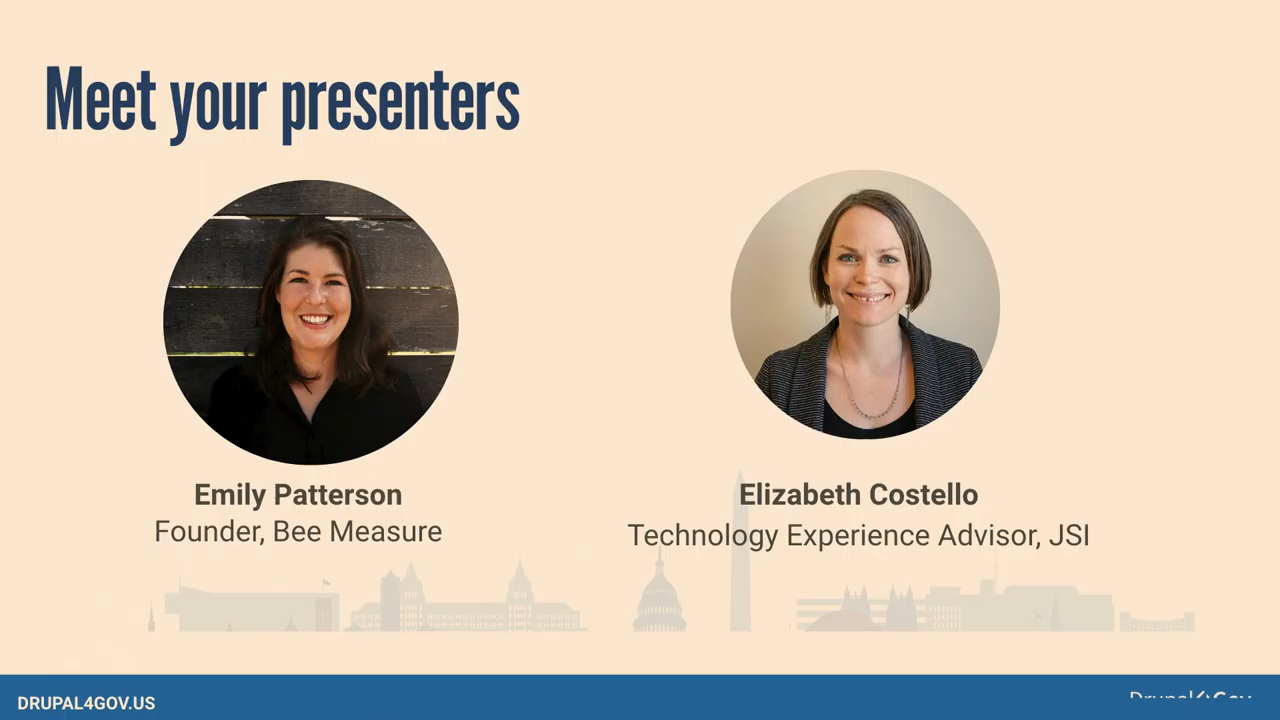 Meet your presenters
Emily Patterson
Founder, Bee Measure
Elizabeth Costello
Technology Experience Advisor, JSI
DRUPAL4GOV.US